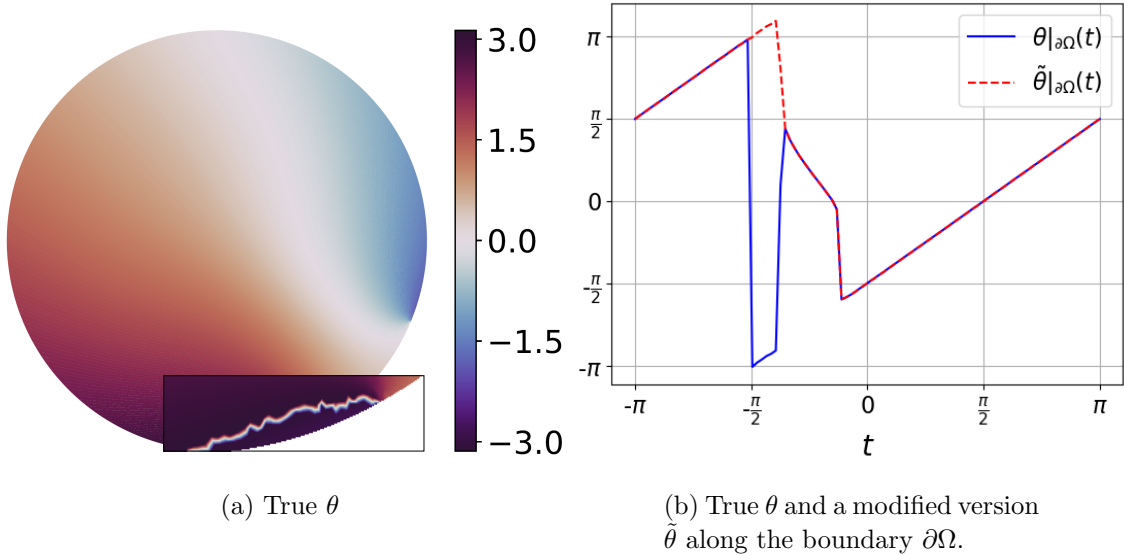 3.0
1.5
0.0
−1.5
−3.0
(a) True θ
π
π/2
0
-π/2
-π
-π
-π/2
0
π/2
π
t
θ|∂Ω(t)
θ̃|∂Ω(t)
(b) True θ and a modified version
θ̃ along the boundary ∂Ω.